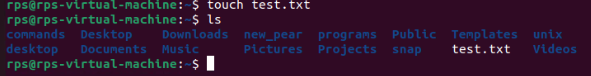 rps@rps-virtual-machine:~$ touch test.txt
rps@rps-virtual-machine:~$ ls
commands Desktop Downloads new_pear programs Public Templates unix
desktop Documents Music Pictures Projects snap test.txt Videos
rps@rps-virtual-machine:~$